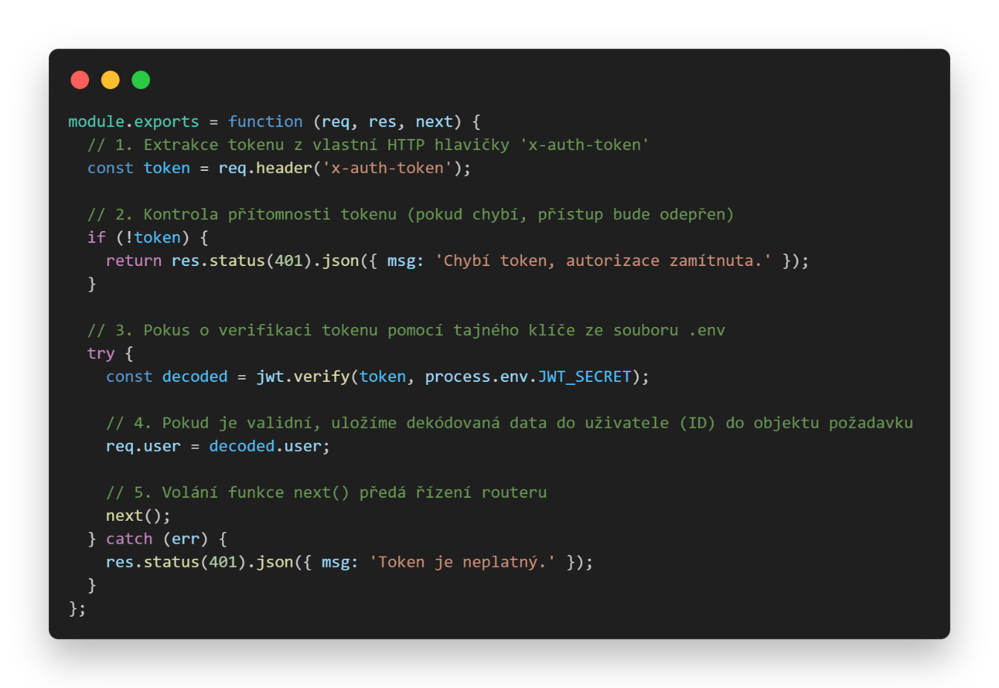 module.exports = function (req, res, next) {
  // 1. Extrakce tokenu z vlastní HTTP hlavičky 'x-auth-token'
  const token = req.header('x-auth-token');

  // 2. Kontrola přítomnosti tokenu (pokud chybí, přístup bude odepřen)
  if (!token) {
    return res.status(401).json({ msg: 'Chybí token, autorizace zamítnuta.' });
  }

  // 3. Pokus o verifikaci tokenu pomocí tajného klíče ze souboru .env
  try {
    const decoded = jwt.verify(token, process.env.JWT_SECRET);

    // 4. Pokud je validní, uložíme dekódovaná data do uživatele (ID) do objektu požadavku
    req.user = decoded.user;

    // 5. Volání funkce next() předá řízení routeru
    next();
  } catch (err) {
    res.status(401).json({ msg: 'Token je neplatný.' });
  }
};